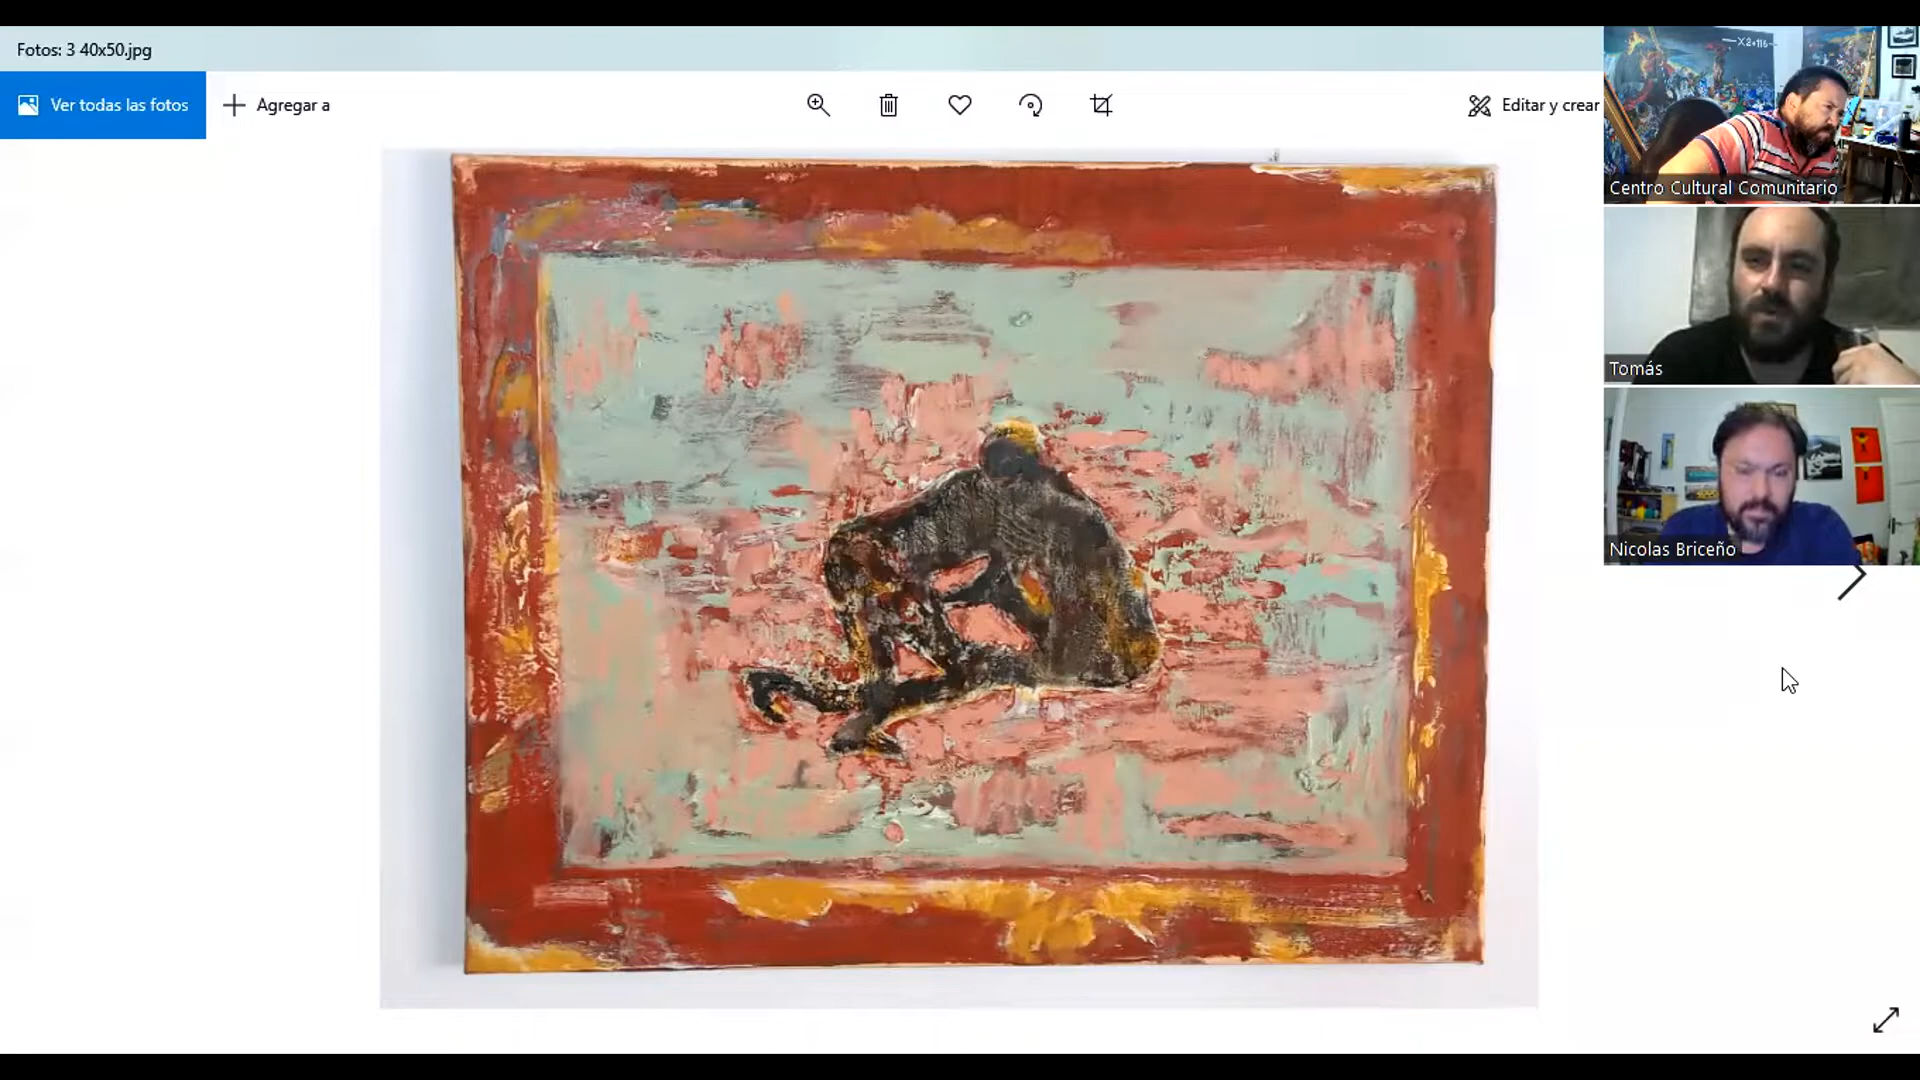 Fotos: 3 40x50.jpg
Ver todas las fotos
Agregar a
Editar y crear
Centro Cultural Comunitario
Tomás
Nicolas Briceño